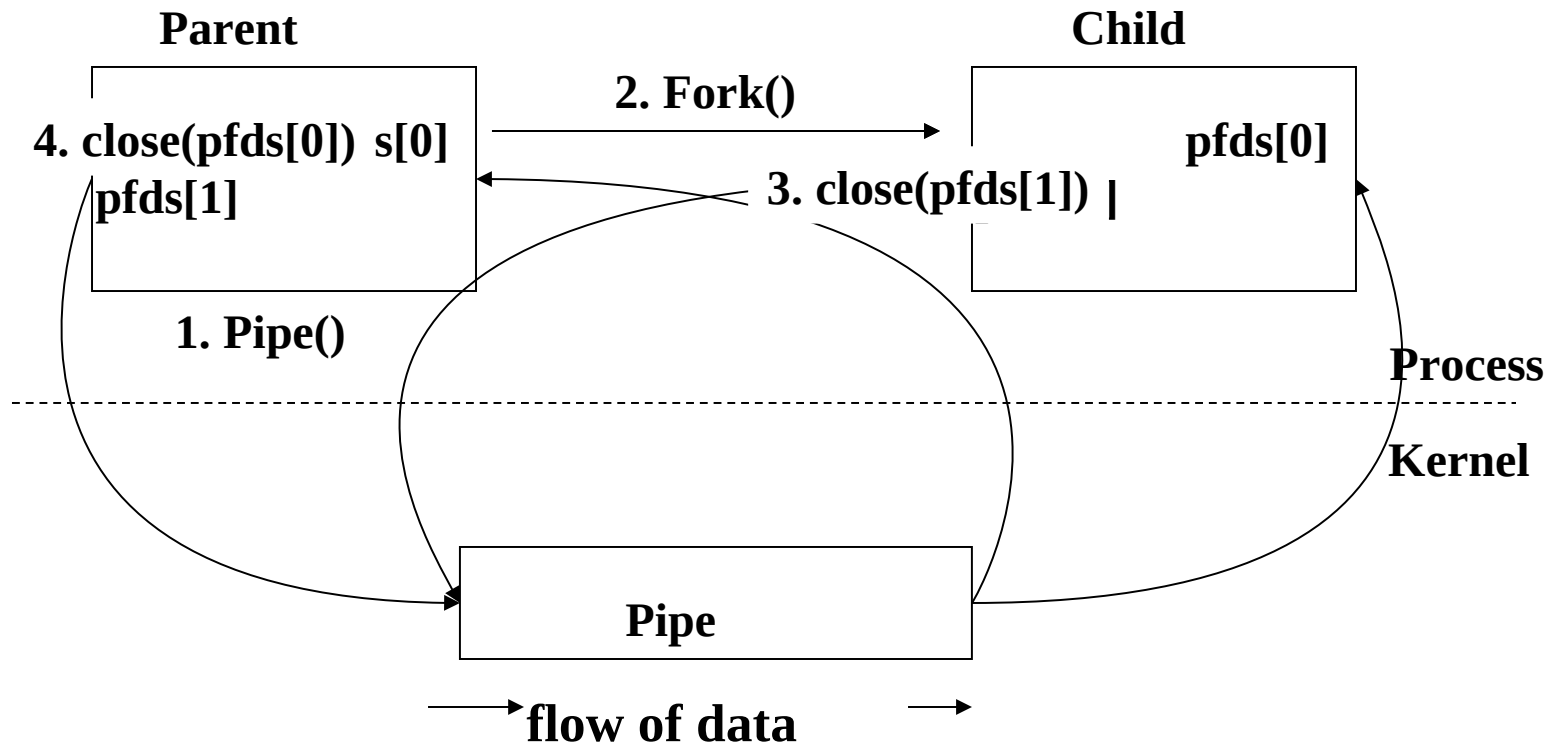 Parent
Child
2. Fork()
4. close(pfds[0]) s[0]
pfds[0]
pfds[1]
3. close(pfds[1])
1. Pipe()
Process
Kernel
Pipe
flow of data